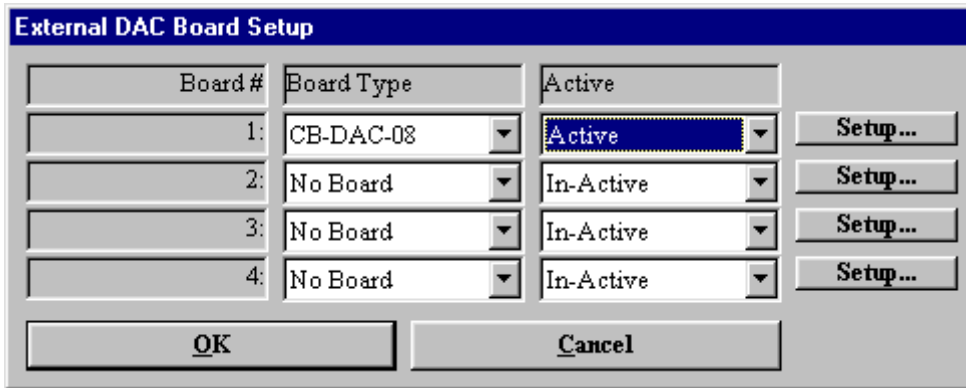 External DAC Board Setup
Board # Board Type Active
1: CB-DAC-08 Active Setup...
2: No Board In-Active Setup...
3: No Board In-Active Setup...
4: No Board In-Active Setup...
OK Cancel